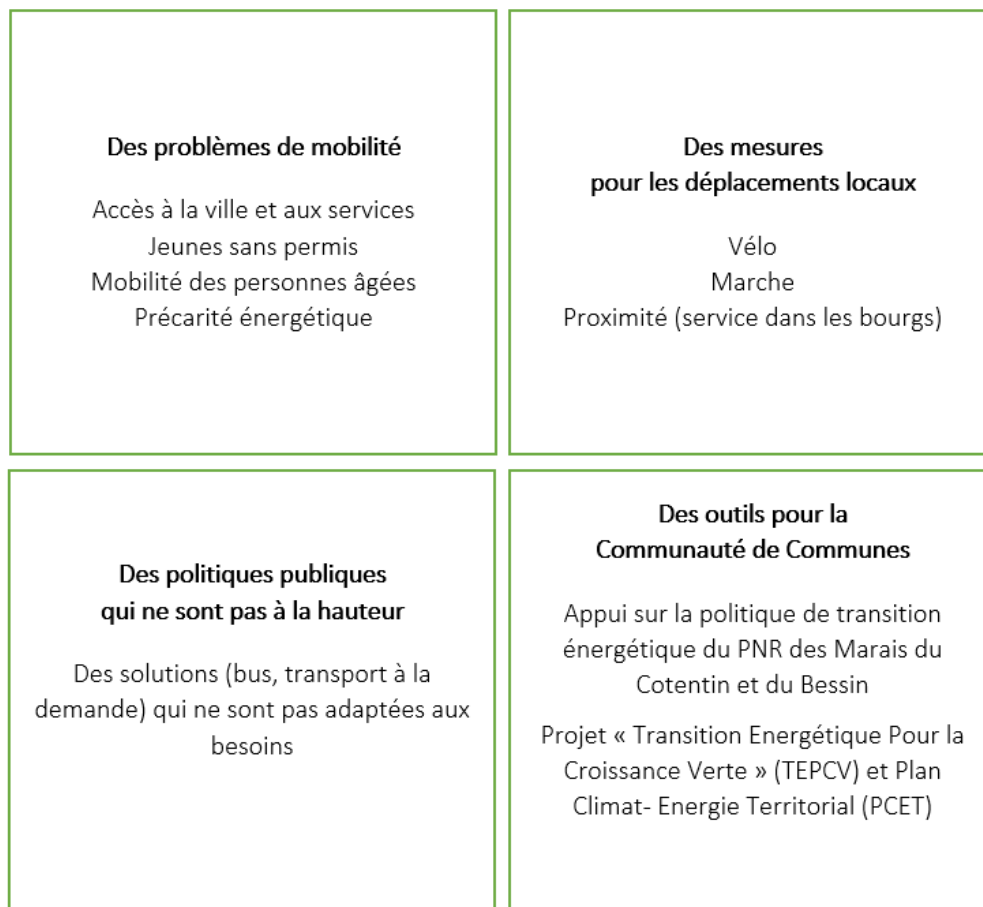 Des problèmes de mobilité
Accès à la ville et aux services
Jeunes sans permis
Mobilité des personnes âgées
Précarité énergétique
Des mesures
pour les déplacements locaux
Vélo
Marche
Proximité (service dans les bourgs)
Des politiques publiques
qui ne sont pas à la hauteur
Des solutions (bus, transport à la
demande) qui ne sont pas adaptées aux
besoins
Des outils pour la
Communauté de Communes
Appui sur la politique de transition
énergétique du PNR des Marais du
Cotentin et du Bessin
Projet « Transition Energétique Pour la
Croissance Verte » (TEPCV) et Plan
Climat- Energie Territorial (PCET)